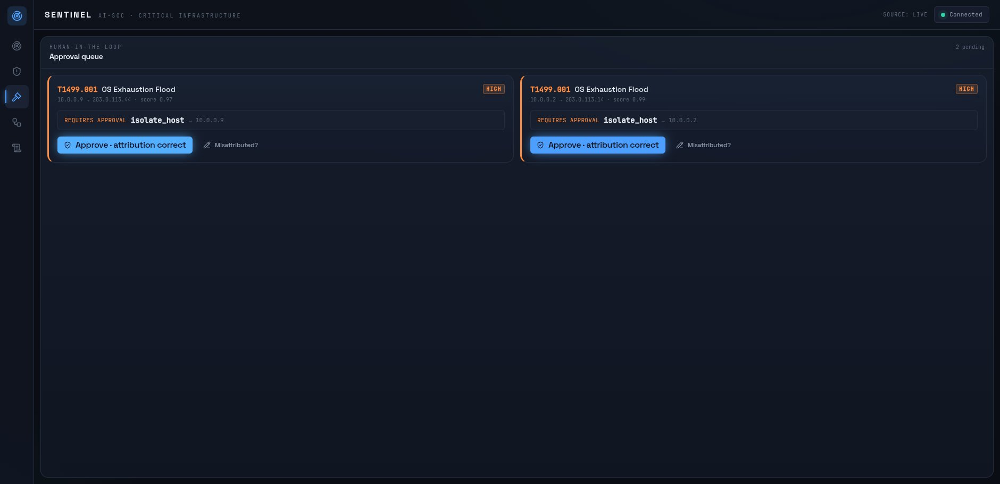 SENTINEL AI-SOC · CRITICAL INFRASTRUCTURE
SOURCE: LIVE
Connected
HUMAN-IN-THE-LOOP
2 pending
Approval queue
T1499.001 OS Exhaustion Flood
HIGH
10.0.0.9 → 203.0.113.44 · score 0.97
REQUIRES APPROVAL isolate_host → 10.0.0.9
Approve · attribution correct
Misattributed?
T1499.001 OS Exhaustion Flood
HIGH
10.0.0.2 → 203.0.113.14 · score 0.99
REQUIRES APPROVAL isolate_host → 10.0.0.2
Approve · attribution correct
Misattributed?